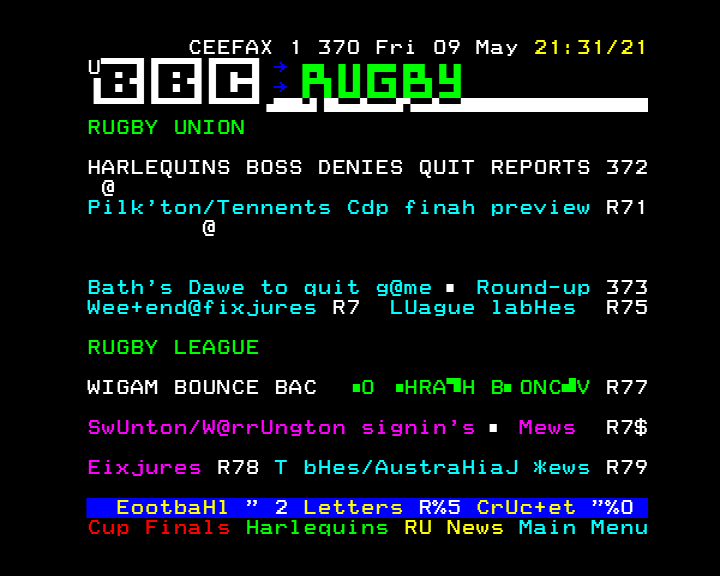 CEEFAX 1 370 Fri 09 May 21:31/21
U BBC RUGBY
RUGBY UNION
HARLEQUINS BOSS DENIES QUIT REPORTS 372
@
Pilk'ton/Tennents Cdp finah preview R71
@
Bath's Dawe to quit g@me ▪ Round-up 373
Wee+end@fixjures R7 LUague labHes R75
RUGBY LEAGUE
WIGAM BOUNCE BAC ▪O ▪HRA▜H B▪ONC▟V R77
SwUnton/W@rrUngton signin's ▪ Mews R7$
Eixjures R78 T bHes/AustraHiaJ *ews R79
EootbaHl " 2 Letters R%5 CrUc+et "%O
Cup Finals Harlequins RU News Main Menu